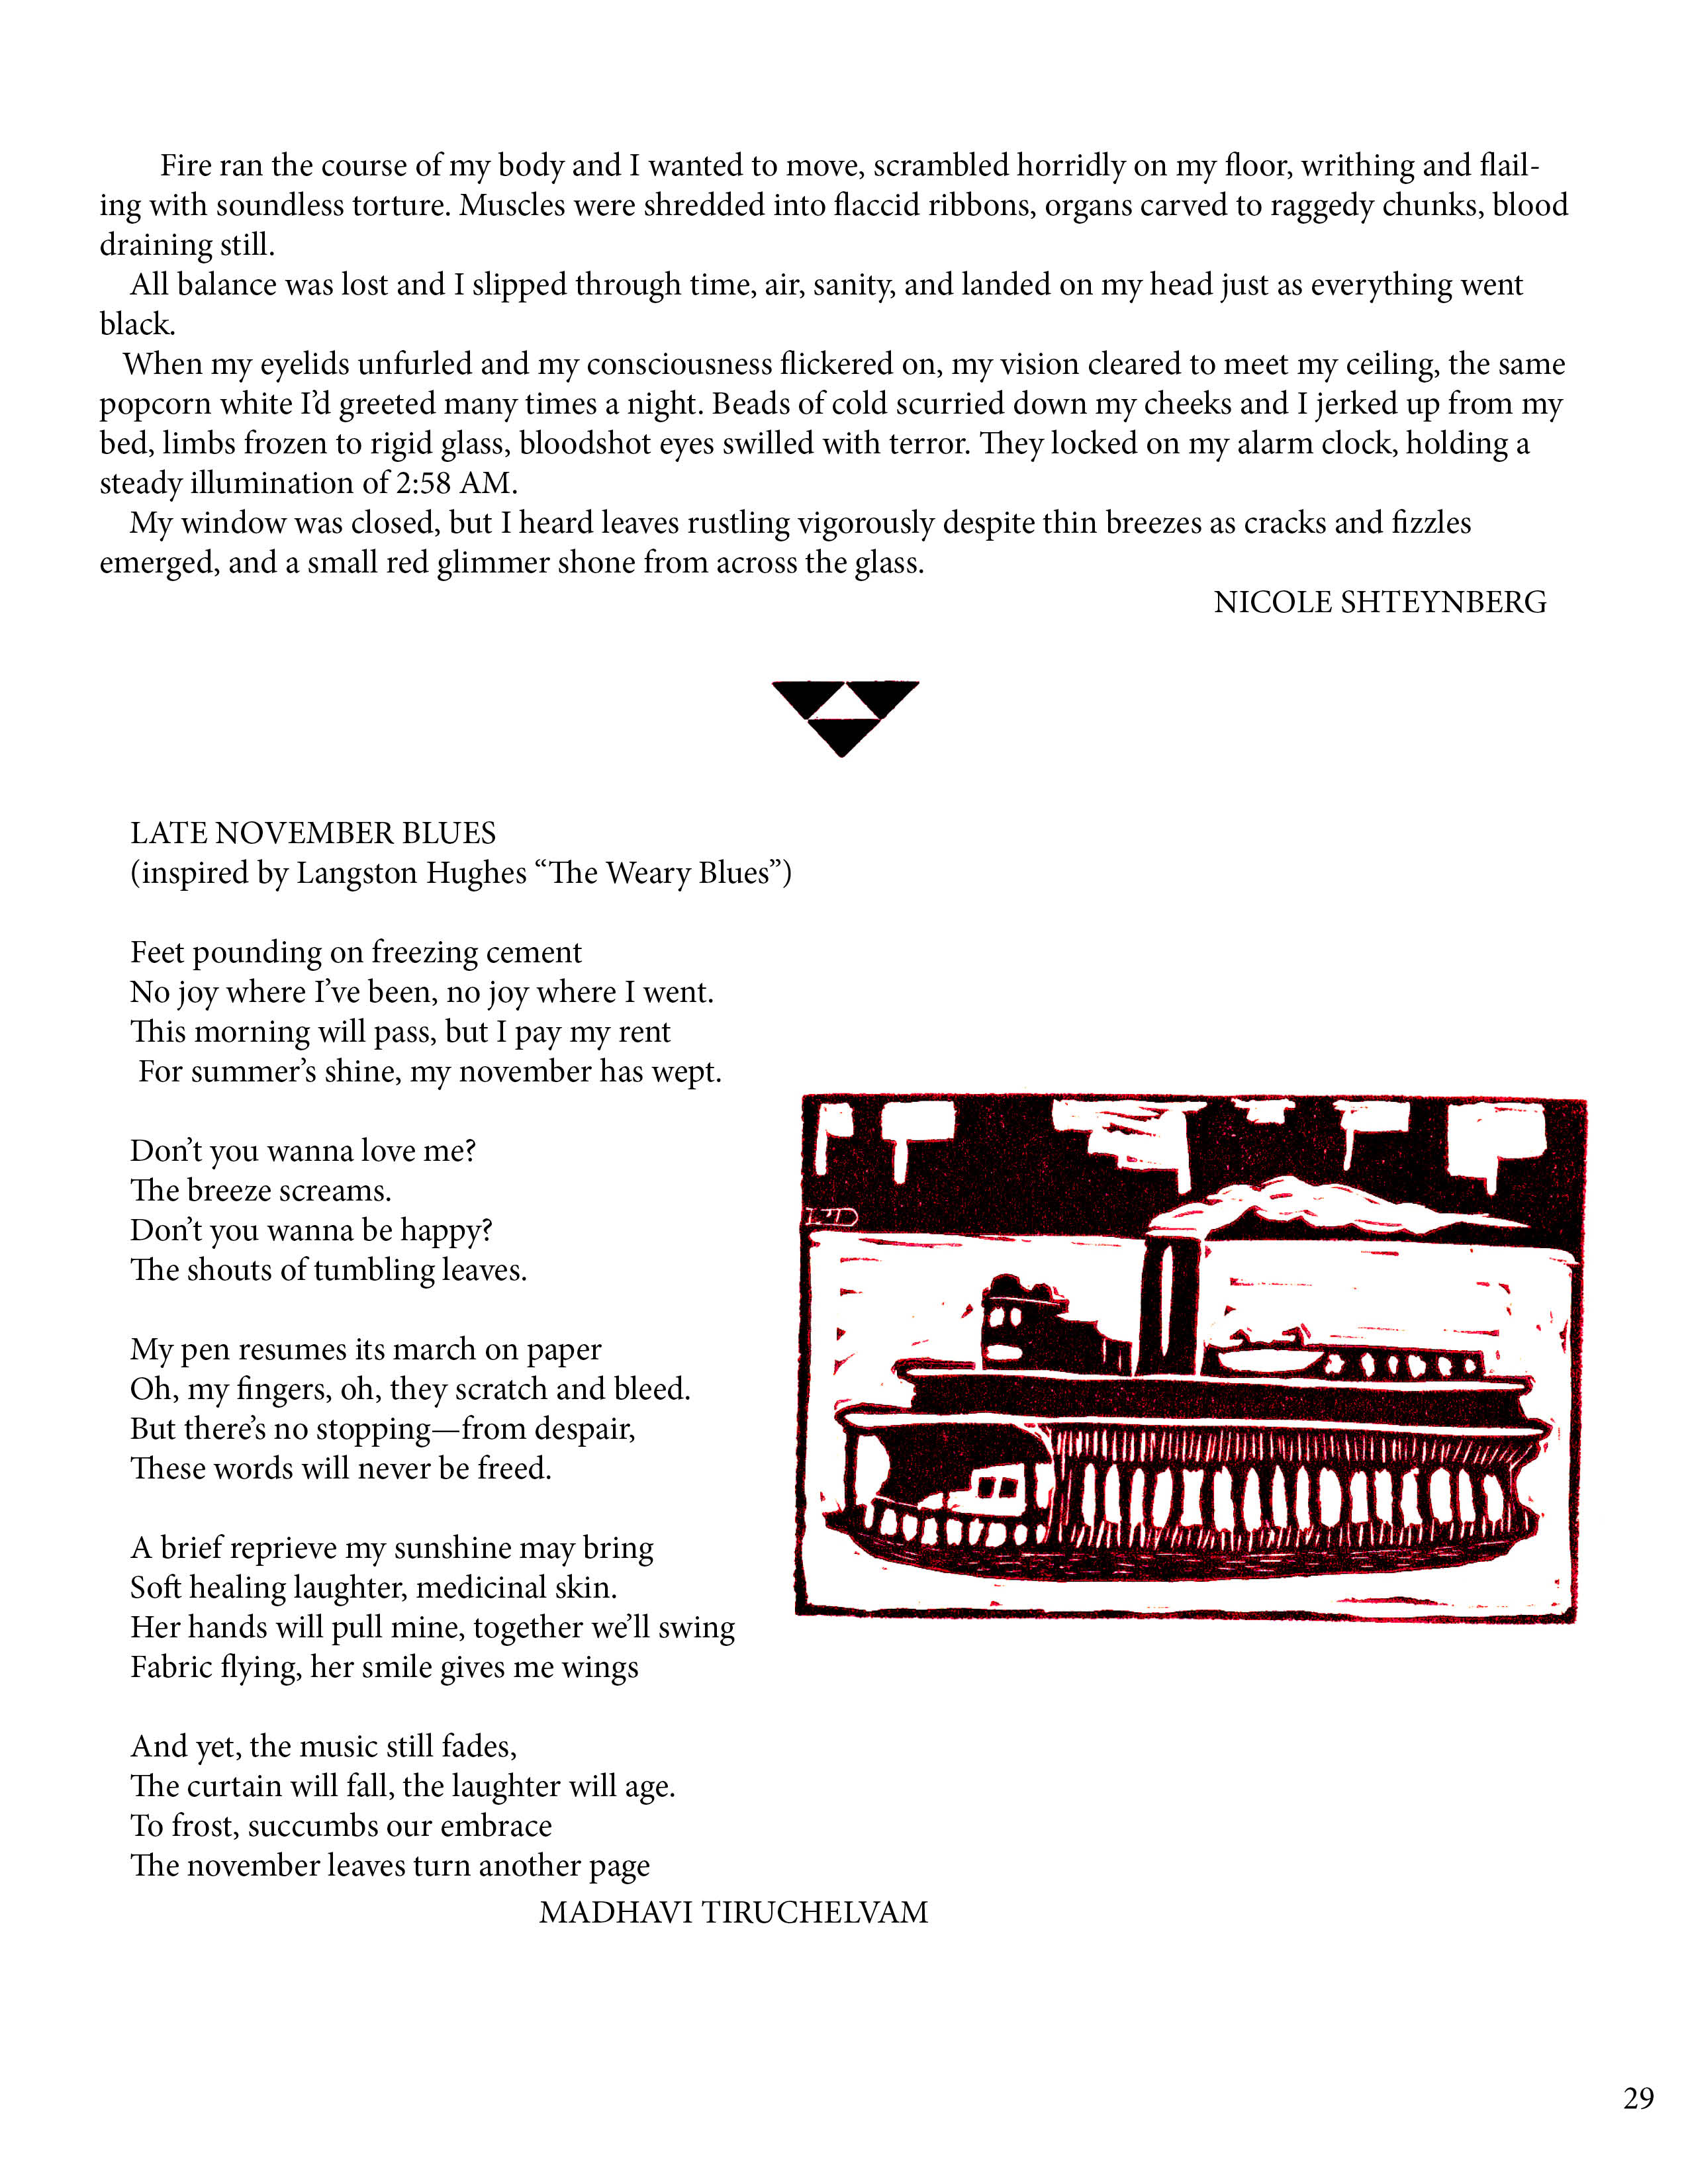 Fire ran the course of my body and I wanted to move, scrambled horridly on my floor, writhing and flail-
ing with soundless torture. Muscles were shredded into flaccid ribbons, organs carved to raggedy chunks, blood
draining still.
All balance was lost and I slipped through time, air, sanity, and landed on my head just as everything went
black.
When my eyelids unfurled and my consciousness flickered on, my vision cleared to meet my ceiling, the same
popcorn white I’d greeted many times a night. Beads of cold scurried down my cheeks and I jerked up from my
bed, limbs frozen to rigid glass, bloodshot eyes swilled with terror. They locked on my alarm clock, holding a
steady illumination of 2:58 AM.
My window was closed, but I heard leaves rustling vigorously despite thin breezes as cracks and fizzles
emerged, and a small red glimmer shone from across the glass.
NICOLE SHTEYNBERG
LATE NOVEMBER BLUES
(inspired by Langston Hughes “The Weary Blues”)
Feet pounding on freezing cement
No joy where I’ve been, no joy where I went.
This morning will pass, but I pay my rent
For summer’s shine, my november has wept.
Don’t you wanna love me?
The breeze screams.
Don’t you wanna be happy?
The shouts of tumbling leaves.
My pen resumes its march on paper
Oh, my fingers, oh, they scratch and bleed.
But there’s no stopping—from despair,
These words will never be freed.
A brief reprieve my sunshine may bring
Soft healing laughter, medicinal skin.
Her hands will pull mine, together we’ll swing
Fabric flying, her smile gives me wings
And yet, the music still fades,
The curtain will fall, the laughter will age.
To frost, succumbs our embrace
The november leaves turn another page
MADHAVI TIRUCHELVAM
29